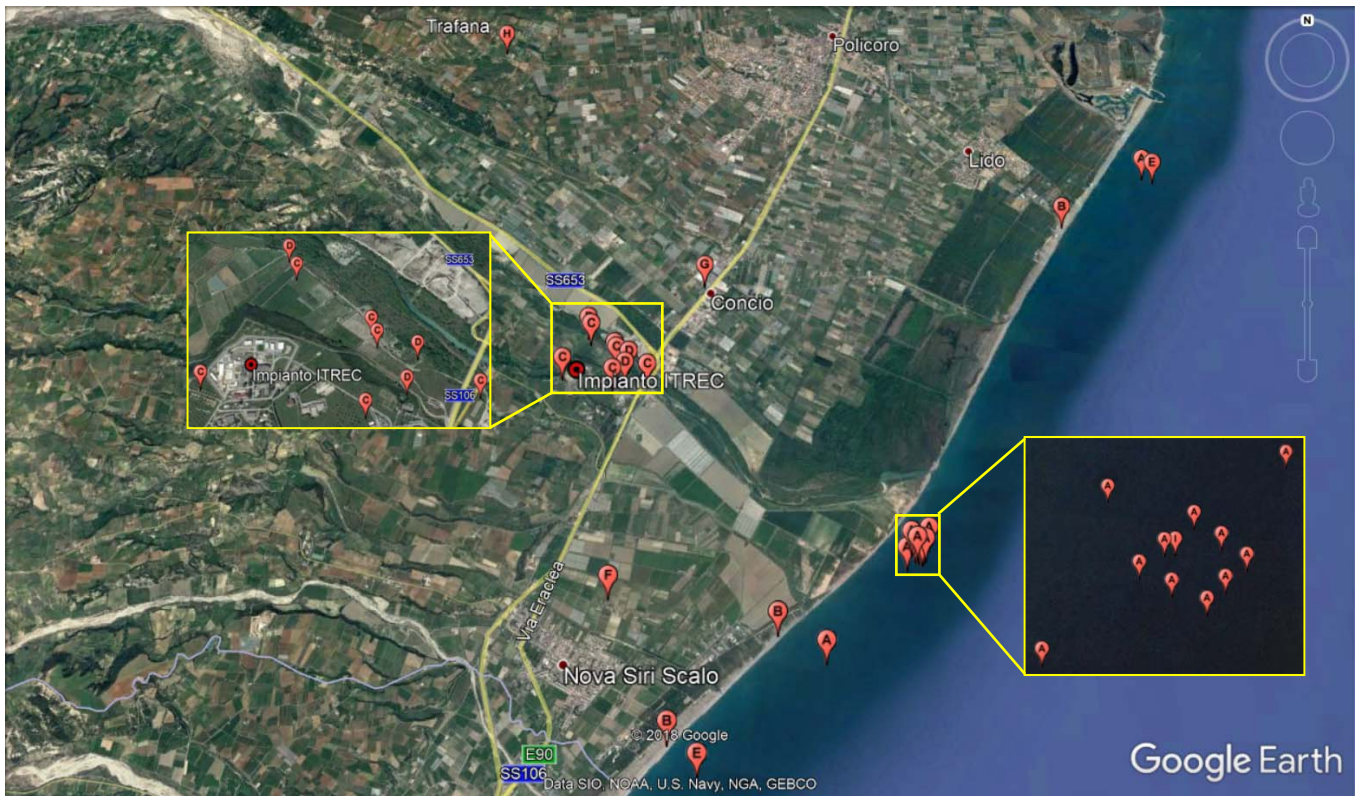 N
Trafana
H
Policoro
Lido
A
E
B
D
C
SS653
C
C
D
C
Impianto ITREC
D
C
SS106
C
SS653
G
Concio
C
C
C
D
C
C
D
C
Impianto ITREC
A
A
A
A
A
A
A
I
A
A
A
A
A
A
A
A
Via Eraclea
F
B
A
Nova Siri Scalo
B
© 2018 Google
E
E90
SS106
Data SIO, NOAA, U.S. Navy, NGA, GEBCO
Google Earth